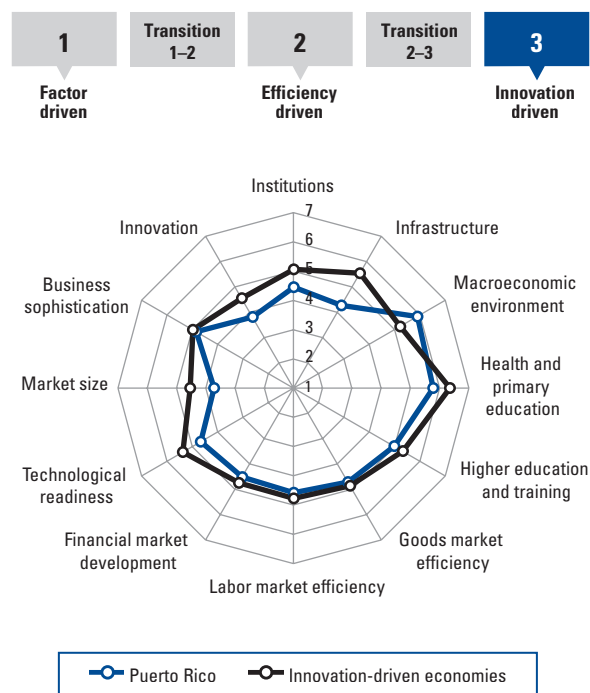 1
Transition
1–2
2
Transition
2–3
3
Factor
driven
Efficiency
driven
Innovation
driven
Institutions
7
6
5
4
3
2
1
Infrastructure
Macroeconomic
environment
Health and
primary
education
Higher education
and training
Goods market
efficiency
Labor market efficiency
Financial market
development
Technological
readiness
Market size
Business
sophistication
Innovation
Puerto Rico
Innovation-driven economies